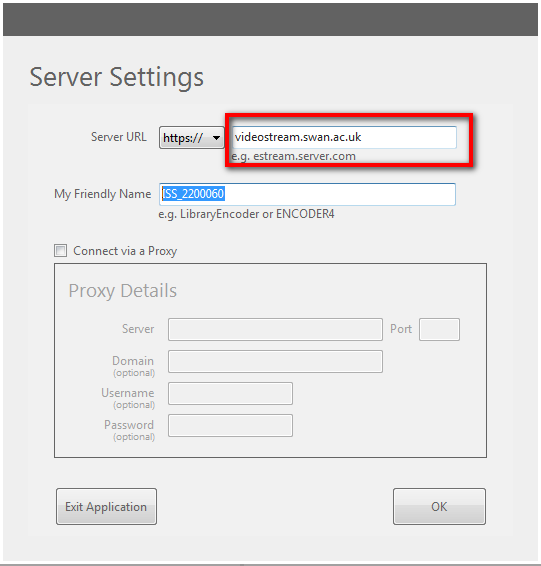 Server Settings
Server URL https:// videostream.swan.ac.uk
e.g. estream.server.com
My Friendly Name ISS_2200060
e.g. LibraryEncoder or ENCODER4
Connect via a Proxy
Proxy Details
Server Port
Domain
(optional)
Username
(optional)
Password
(optional)
Exit Application OK